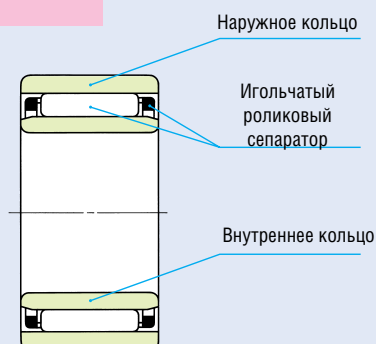 Наружное кольцо
Игольчатый
роликовый
сепаратор
Внутреннее кольцо